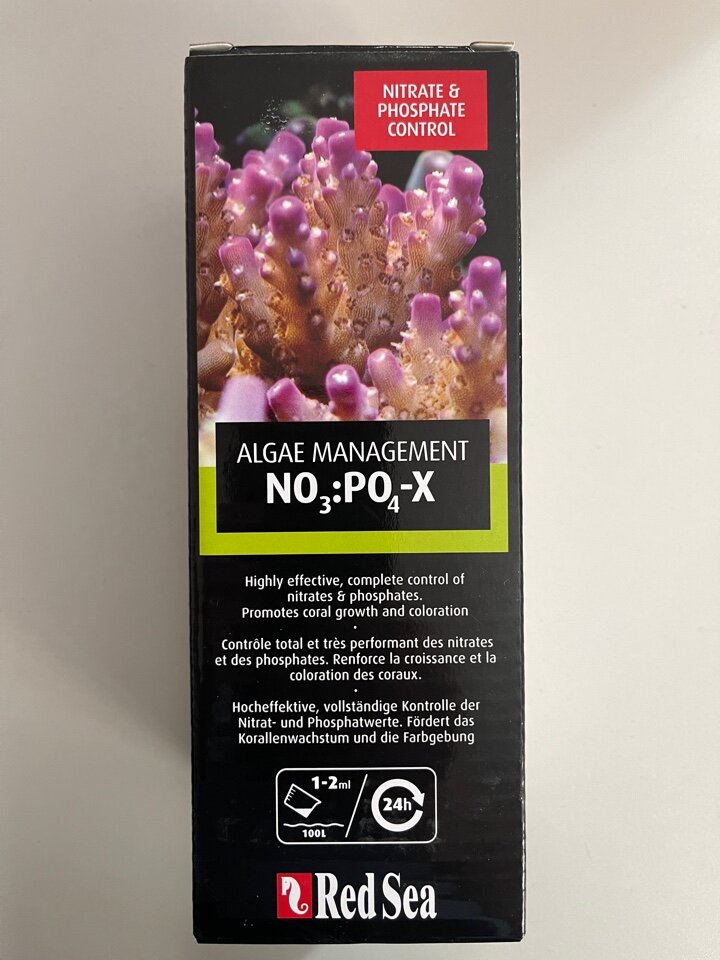 NITRATE &
PHOSPHATE
CONTROL
ALGAE MANAGEMENT
NO₃:PO₄-X
Highly effective, complete control of
nitrates & phosphates.
Promotes coral growth and coloration
•
Contrôle total et très performant des nitrates
et des phosphates. Renforce la croissance et la
coloration des coraux.
•
Hocheffektive, vollständige Kontrolle der
Nitrat- und Phosphatwerte. Fördert das
Korallenwachstum und die Farbgebung
1-2ml
100L
24h
Red Sea